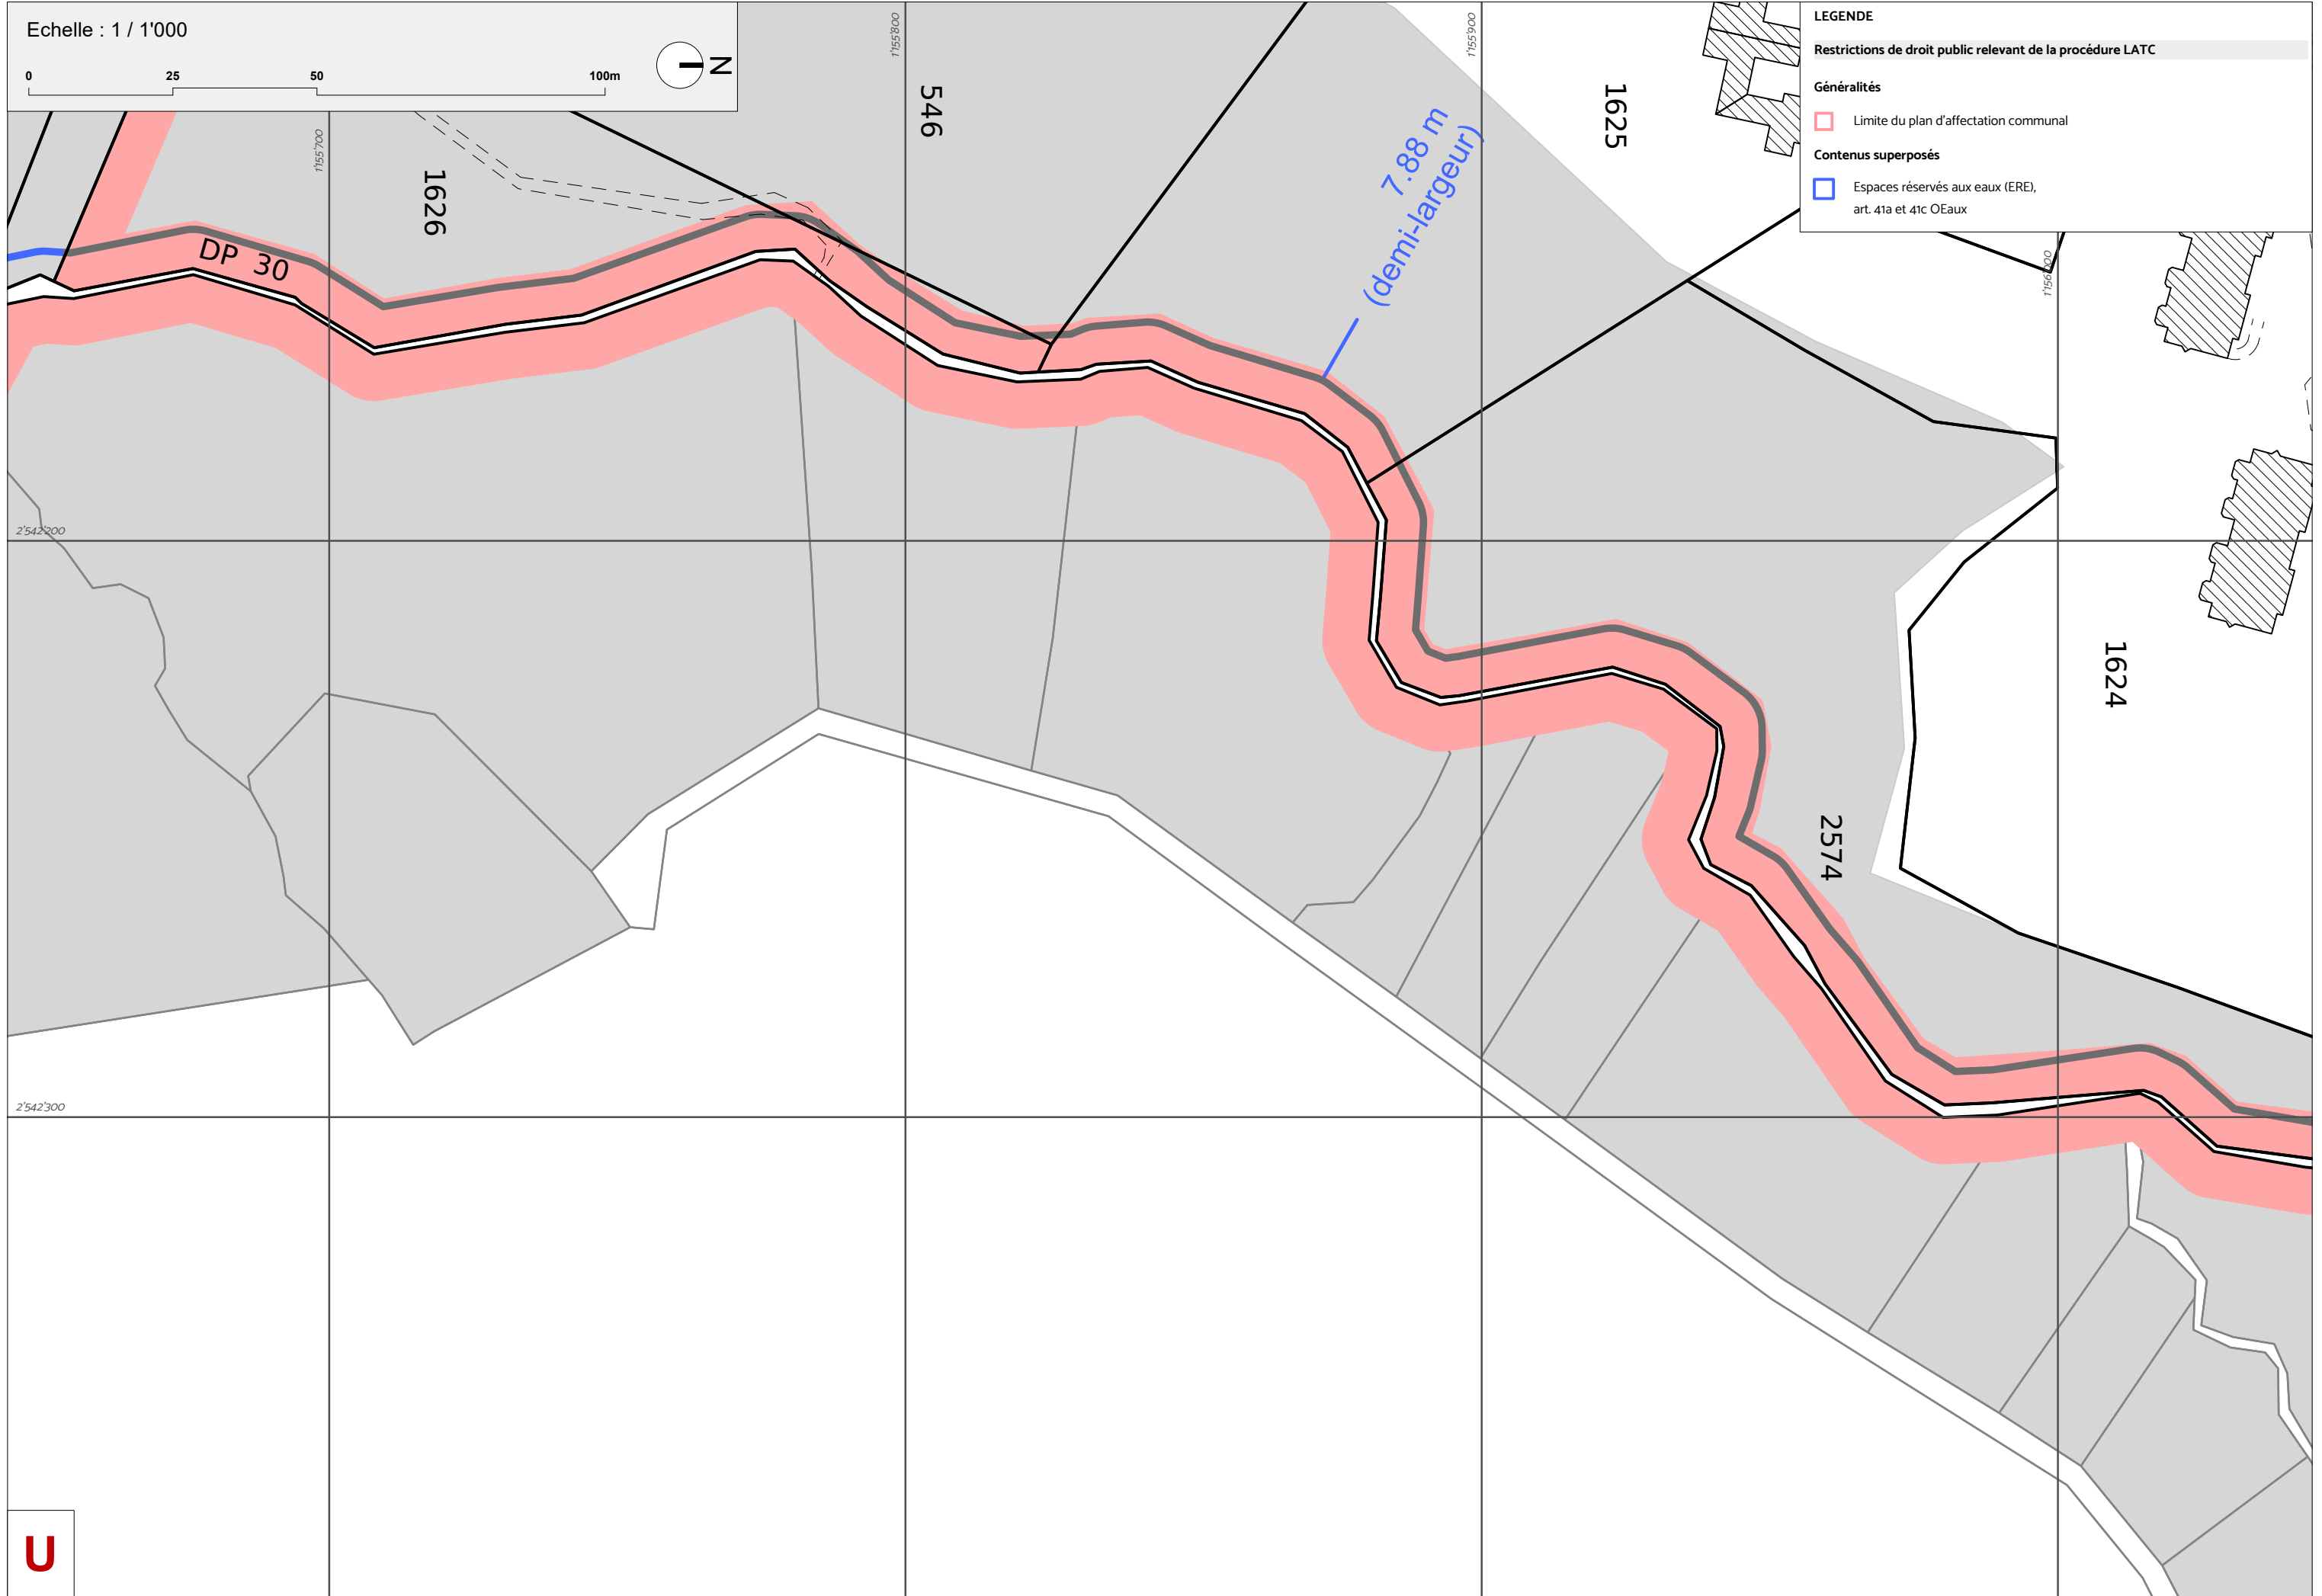 Echelle : 1 / 1'000
0 25 50 100m
N
LEGENDE
Restrictions de droit public relevant de la procédure LATC
Généralités
Limite du plan d'affectation communal
Contenus superposés
Espaces réservés aux eaux (ERE),
art. 41a et 41c OEaux
1'155'700
1'155'800
1'155'900
1'156'000
546
1625
1626
7.88 m
(demi-largeur)
DP 30
2'542'200
1624
2574
2'542'300
U